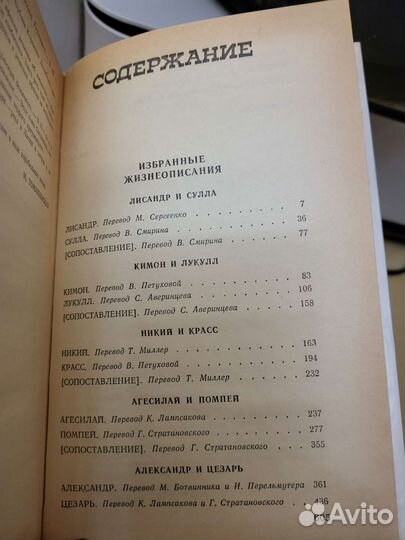 СОДЕРЖАНИЕ
ИЗБРАННЫЕ
ЖИЗНЕОПИСАНИЯ
ЛИСАНДР И СУЛЛА
ЛИСАНДР. Перевод М. Сергеенко . . . . . . . . 7
СУЛЛА. Перевод В. Смирина . . . . . . . . 36
[СОПОСТАВЛЕНИЕ]. Перевод В. Смирина . . . . . 77
КИМОН И ЛУКУЛЛ
КИМОН. Перевод В. Петуховой . . . . . . . . 83
ЛУКУЛЛ. Перевод С. Аверинцева . . . . . . . 106
[СОПОСТАВЛЕНИЕ]. Перевод С. Аверинцева . . . . 158
НИКИЙ И КРАСС
НИКИЙ. Перевод Т. Миллер . . . . . . . . 163
КРАСС. Перевод В. Петуховой . . . . . . . 194
[СОПОСТАВЛЕНИЕ]. Перевод Т. Миллер . . . . . 232
АГЕСИЛАЙ И ПОМПЕЙ
АГЕСИЛАЙ. Перевод К. Лампсакова . . . . . . 237
ПОМПЕЙ. Перевод Г. Стратановского . . . . . 277
[СОПОСТАВЛЕНИЕ]. Перевод Г. Стратановского . . . 355
АЛЕКСАНДР И ЦЕЗАРЬ
АЛЕКСАНДР. Перевод М. Ботвинника и И. Перельмутера 361
ЦЕЗАРЬ. Перевод К. Лампсакова и Г. Стратановского . . 436
Avito